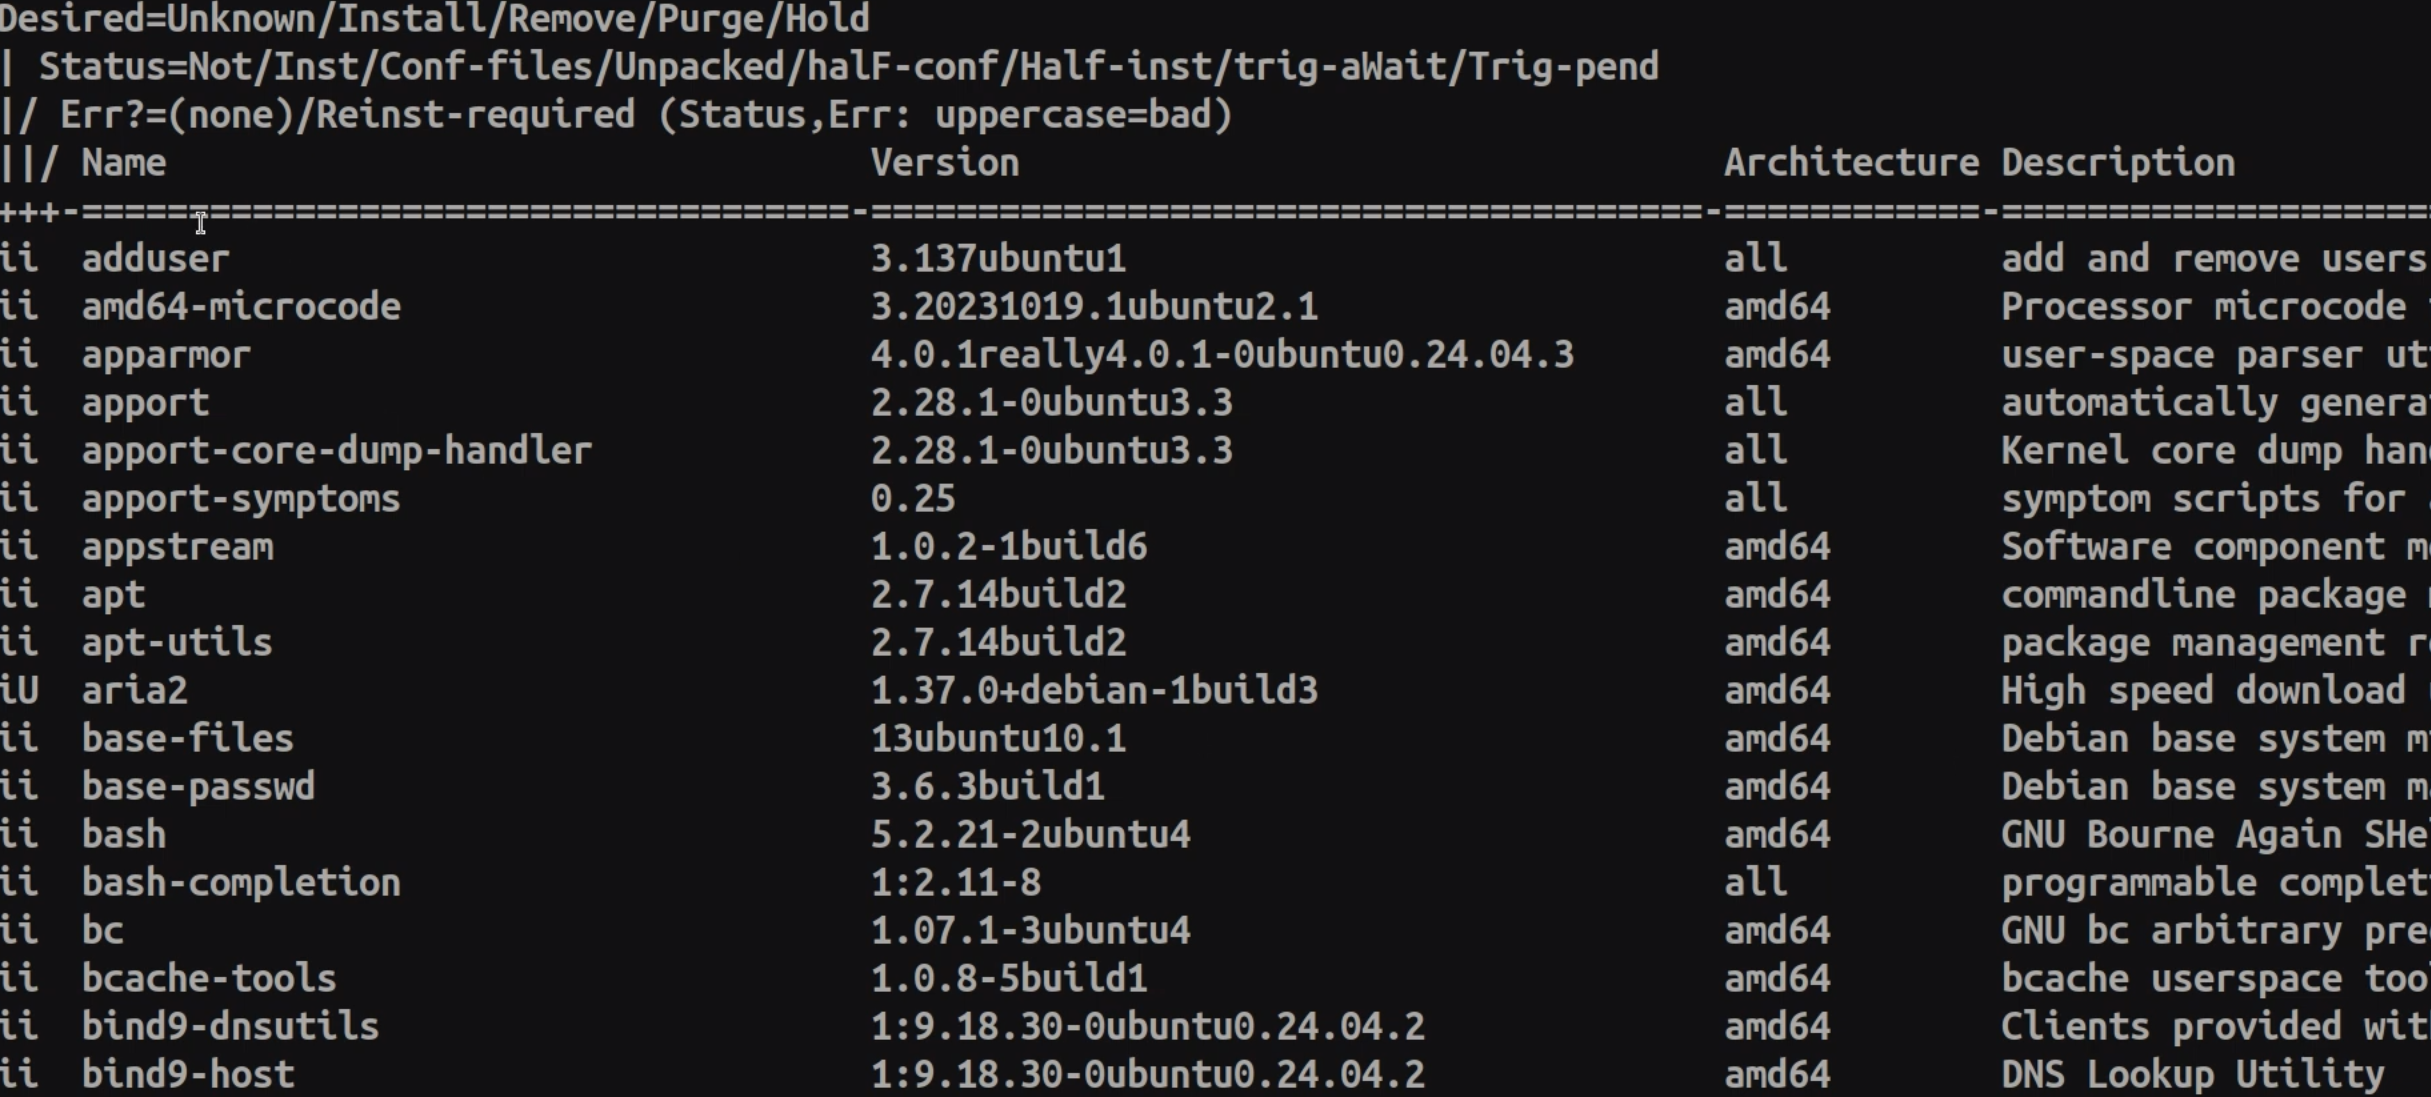 Desired=Unknown/Install/Remove/Purge/Hold
| Status=Not/Inst/Conf-files/Unpacked/halF-conf/Half-inst/trig-aWait/Trig-pend
|/ Err?=(none)/Reinst-required (Status,Err: uppercase=bad)
||/ Name                                 Version                                 Architecture Description
+++-====================================-=======================================-============-====================
ii  adduser                              3.137ubuntu1                            all          add and remove users
ii  amd64-microcode                      3.20231019.1ubuntu2.1                   amd64        Processor microcode
ii  apparmor                             4.0.1really4.0.1-0ubuntu0.24.04.3       amd64        user-space parser ut
ii  apport                               2.28.1-0ubuntu3.3                       all          automatically genera
ii  apport-core-dump-handler             2.28.1-0ubuntu3.3                       all          Kernel core dump han
ii  apport-symptoms                      0.25                                    all          symptom scripts for
ii  appstream                            1.0.2-1build6                           amd64        Software component m
ii  apt                                  2.7.14build2                            amd64        commandline package
ii  apt-utils                            2.7.14build2                            amd64        package management r
iU  aria2                                1.37.0+debian-1build3                   amd64        High speed download
ii  base-files                           13ubuntu10.1                            amd64        Debian base system m
ii  base-passwd                          3.6.3build1                             amd64        Debian base system m
ii  bash                                 5.2.21-2ubuntu4                         amd64        GNU Bourne Again SHe
ii  bash-completion                      1:2.11-8                                all          programmable complet
ii  bc                                   1.07.1-3ubuntu4                         amd64        GNU bc arbitrary pre
ii  bcache-tools                         1.0.8-5build1                           amd64        bcache userspace too
ii  bind9-dnsutils                       1:9.18.30-0ubuntu0.24.04.2              amd64        Clients provided wit
ii  bind9-host                           1:9.18.30-0ubuntu0.24.04.2              amd64        DNS Lookup Utility